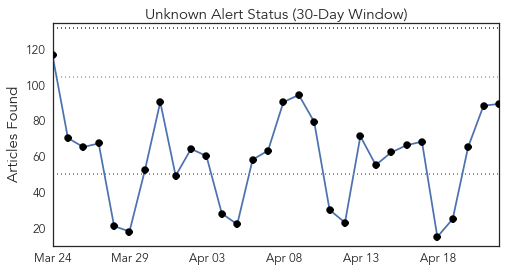 Unknown Alert Status (30-Day Window)
Articles Found
120
100
80
60
40
20
Mar 24 Mar 29 Apr 03 Apr 08 Apr 13 Apr 18